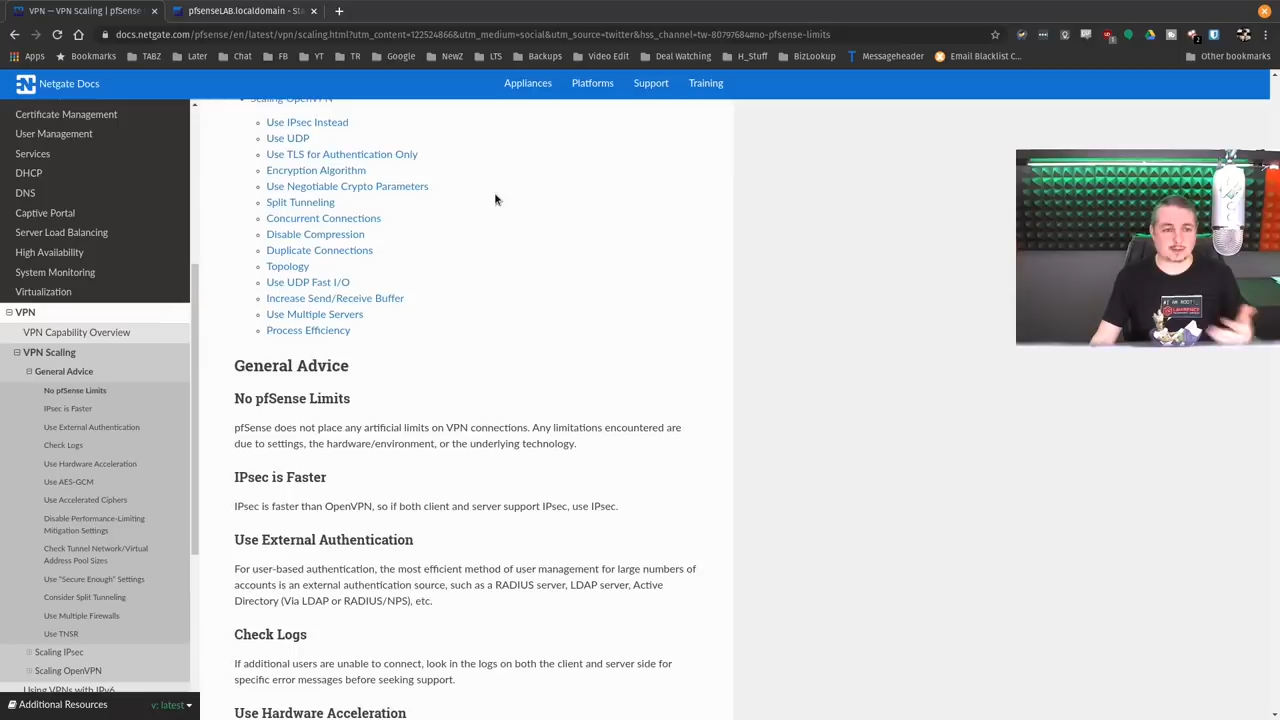 VPN — VPN Scaling | pfSense
pfsenseLAB.localdomain - Sta
docs.netgate.com/pfsense/en/latest/vpn/scaling.html?utm_content=122524866&utm_medium=social&utm_source=twitter&hss_channel=tw-80797684#no-pfsense-limits
Apps
Bookmarks
TABZ
Later
Chat
FB
YT
TR
Google
NewZ
LTS
Backups
Video Edit
Deal Watching
H_Stuff
BizLookup
Messageheader
Email Blacklist C...
Other bookmarks
Netgate Docs
Appliances
Platforms
Support
Training
Certificate Management
User Management
Services
DHCP
DNS
Captive Portal
Server Load Balancing
High Availability
System Monitoring
Virtualization
VPN
VPN Capability Overview
VPN Scaling
General Advice
No pfSense Limits
IPsec is Faster
Use External Authentication
Check Logs
Use Hardware Acceleration
Use AES-GCM
Use Accelerated Ciphers
Disable Performance-Limiting
Mitigation Settings
Check Tunnel Network/Virtual
Address Pool Sizes
Use "Secure Enough" Settings
Consider Split Tunneling
Use Multiple Firewalls
Use TNSR
Scaling IPsec
Scaling OpenVPN
Using VPNs with IPv6
Additional Resources
v: latest
Scaling OpenVPN
Use IPsec Instead
Use UDP
Use TLS for Authentication Only
Encryption Algorithm
Use Negotiable Crypto Parameters
Split Tunneling
Concurrent Connections
Disable Compression
Duplicate Connections
Topology
Use UDP Fast I/O
Increase Send/Receive Buffer
Use Multiple Servers
Process Efficiency
General Advice
No pfSense Limits
pfSense does not place any artificial limits on VPN connections. Any limitations encountered are
due to settings, the hardware/environment, or the underlying technology.
IPsec is Faster
IPsec is faster than OpenVPN, so if both client and server support IPsec, use IPsec.
Use External Authentication
For user-based authentication, the most efficient method of user management for large numbers of
accounts is an external authentication source, such as a RADIUS server, LDAP server, Active
Directory (Via LDAP or RADIUS/NPS), etc.
Check Logs
If additional users are unable to connect, look in the logs on both the client and server side for
specific error messages before seeking support.
Use Hardware Acceleration
I AM ROOT!
LAWRENCE